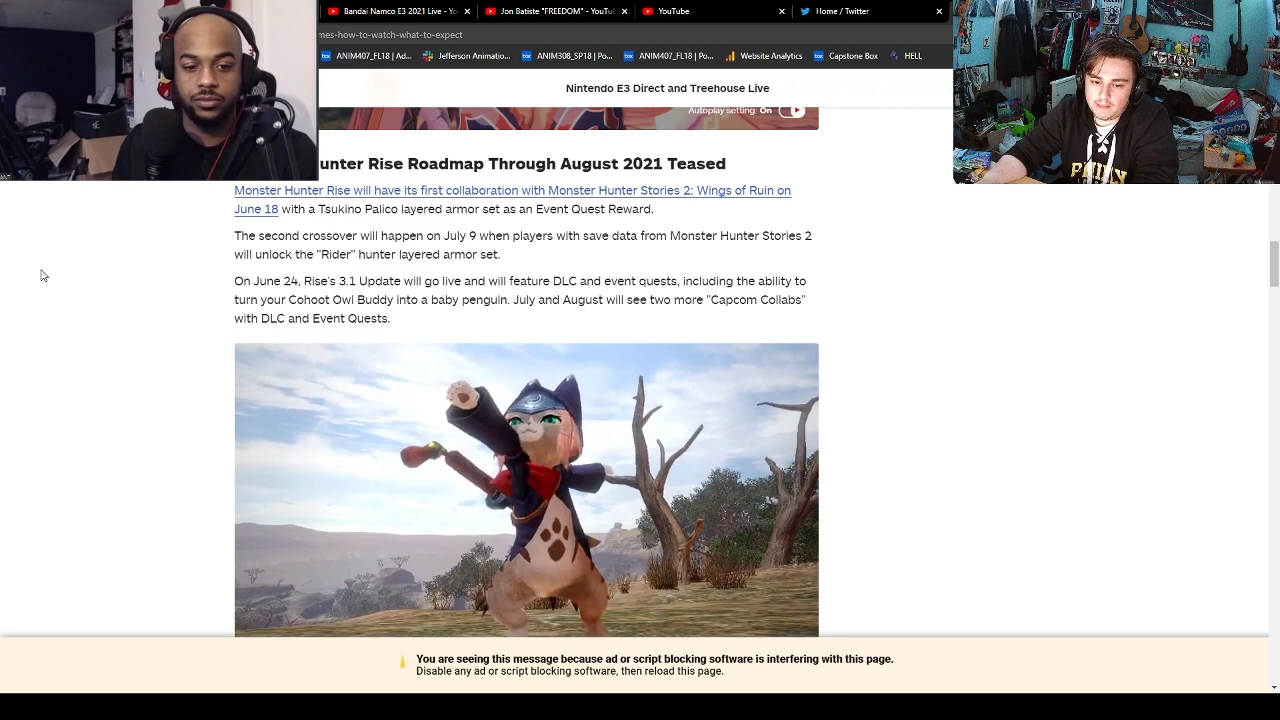 Bandai Namco E3 2021 Live - Yo
Jon Batiste "FREEDOM" - YouTu
YouTube
Home / Twitter
mes-how-to-watch-what-to-expect
ANIM407_FL18 | Ad...
Jefferson Animatio...
ANIM308_SP18 | Po...
ANIM407_FL18 | Po...
Website Analytics
Capstone Box
HELL
Nintendo E3 Direct and Treehouse Live
Autoplay setting On
unter Rise Roadmap Through August 2021 Teased
Monster Hunter Rise will have its first collaboration with Monster Hunter Stories 2: Wings of Ruin on
June 18 with a Tsukino Palico layered armor set as an Event Quest Reward.
The second crossover will happen on July 9 when players with save data from Monster Hunter Stories 2
will unlock the "Rider" hunter layered armor set.
On June 24, Rise's 3.1 Update will go live and will feature DLC and event quests, including the ability to
turn your Cohoot Owl Buddy into a baby penguin. July and August will see two more "Capcom Collabs"
with DLC and Event Quests.
You are seeing this message because ad or script blocking software is interfering with this page.
Disable any ad or script blocking software, then reload this page.